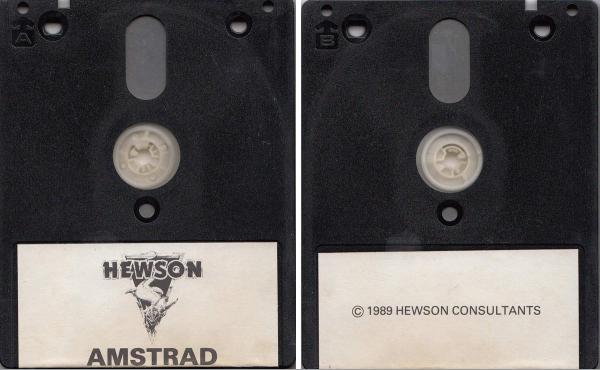 A
HEWSON
AMSTRAD
B
© 1989 HEWSON CONSULTANTS